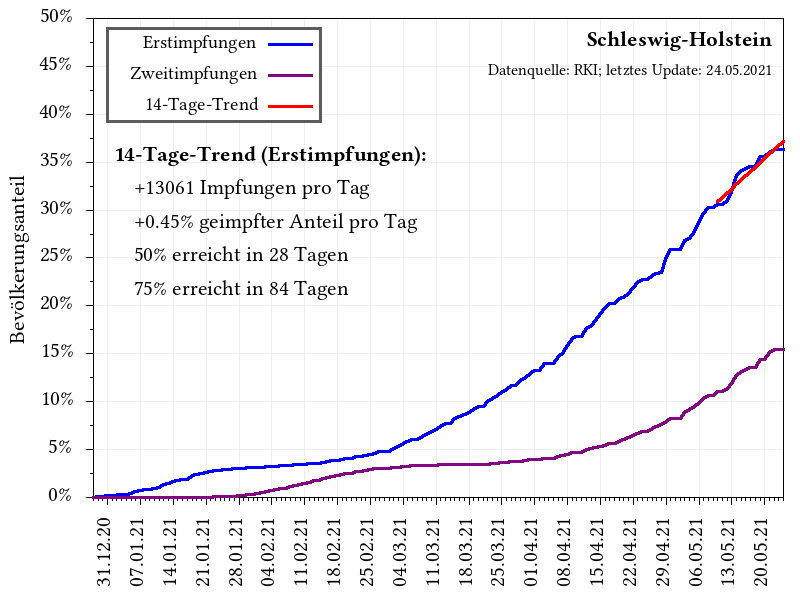 Schleswig-Holstein
Datenquelle: RKI; letztes Update: 24.05.2021
Erstimpfungen
Zweitimpfungen
14-Tage-Trend
14-Tage-Trend (Erstimpfungen):
+13061 Impfungen pro Tag
+0.45% geimpfter Anteil pro Tag
50% erreicht in 28 Tagen
75% erreicht in 84 Tagen
Bevölkerungsanteil
50%
45%
40%
35%
30%
25%
20%
15%
10%
5%
0%
31.12.20
07.01.21
14.01.21
21.01.21
28.01.21
04.02.21
11.02.21
18.02.21
25.02.21
04.03.21
11.03.21
18.03.21
25.03.21
01.04.21
08.04.21
15.04.21
22.04.21
29.04.21
06.05.21
13.05.21
20.05.21